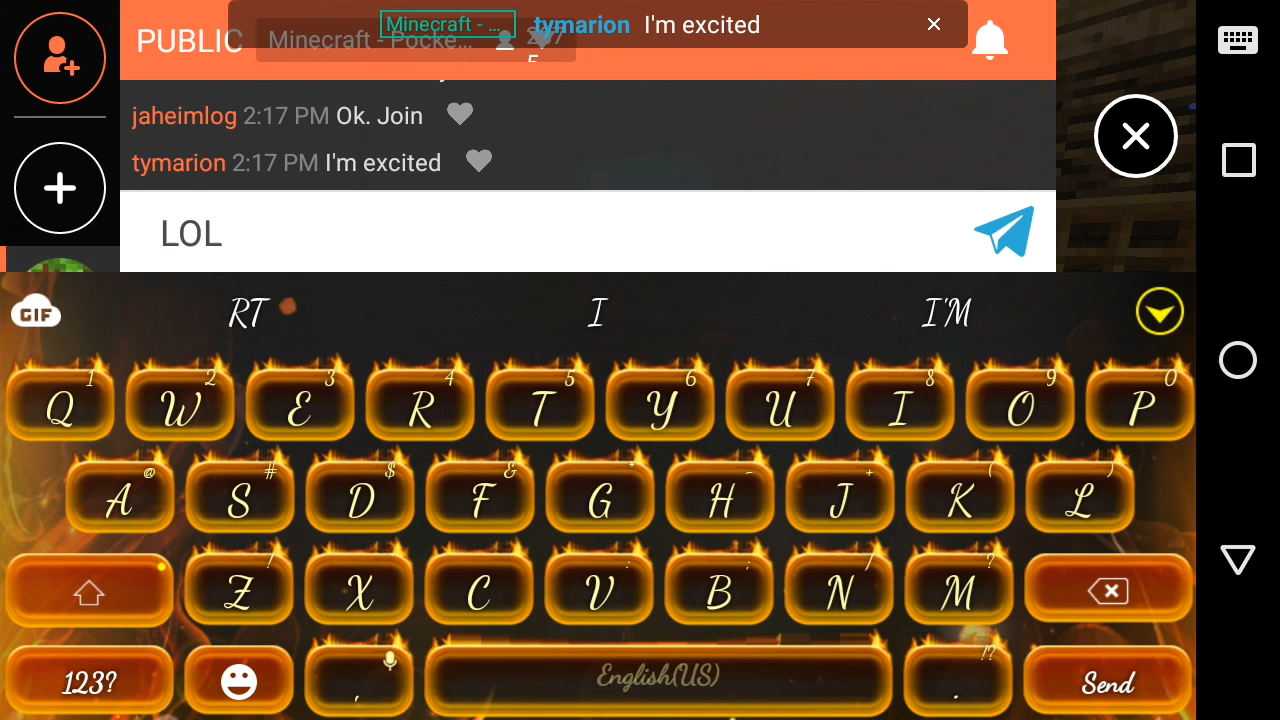 Minecraft - ... tymarion I'm excited
PUBLIC Minecraft - Pocke...
jaheimlog 2:17 PM Ok. Join
tymarion 2:17 PM I'm excited
LOL
GIF RT I I'M
Q 1 W 2 E 3 R 4 T 5 Y 6 U 7 I 8 O 9 P 0
A @ S # D $ F & G * H - J + K ( L )
Z ! X C V : B ; N / M ?
123? , English(US) . !? Send